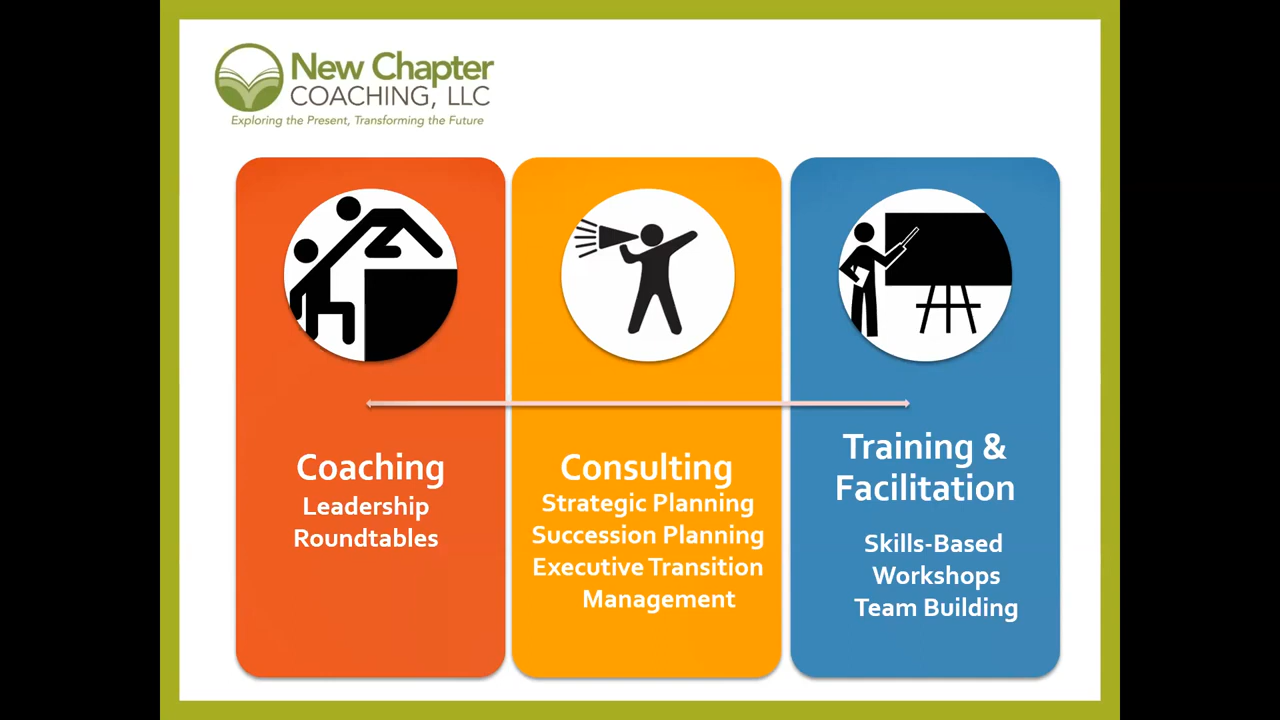 New Chapter
COACHING, LLC
Exploring the Present, Transforming the Future
Coaching
Leadership
Roundtables
Consulting
Strategic Planning
Succession Planning
Executive Transition
Management
Training &
Facilitation
Skills-Based
Workshops
Team Building